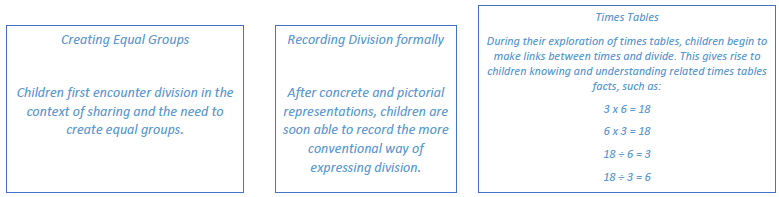 Creating Equal Groups
Children first encounter division in the
context of sharing and the need to
create equal groups.
Recording Division formally
After concrete and pictorial
representations, children are
soon able to record the more
conventional way of
expressing division.
Times Tables
During their exploration of times tables, children begin to
make links between times and divide. This gives rise to
children knowing and understanding related times tables
facts, such as:
3 x 6 = 18
6 x 3 = 18
18 ÷ 6 = 3
18 ÷ 3 = 6